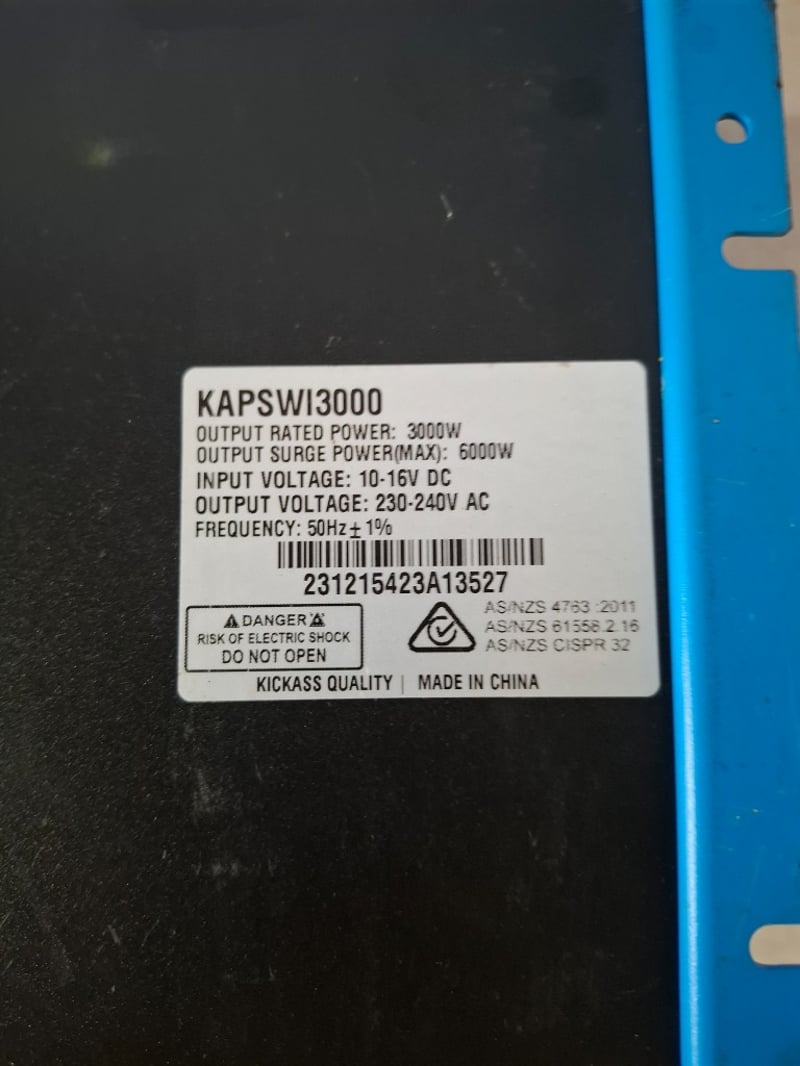 KAPSWI3000
OUTPUT RATED POWER: 3000W
OUTPUT SURGE POWER(MAX): 6000W
INPUT VOLTAGE: 10-16V DC
OUTPUT VOLTAGE: 230-240V AC
FREQUENCY: 50Hz ± 1%
231215423A13527
DANGER
RISK OF ELECTRIC SHOCK
DO NOT OPEN
AS/NZS 4763 :2011
AS/NZS 61558.2.16
AS/NZS CISPR 32
KICKASS QUALITY | MADE IN CHINA